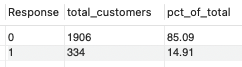 Response total_customers pct_of_total
0 1906 85.09
1 334 14.91